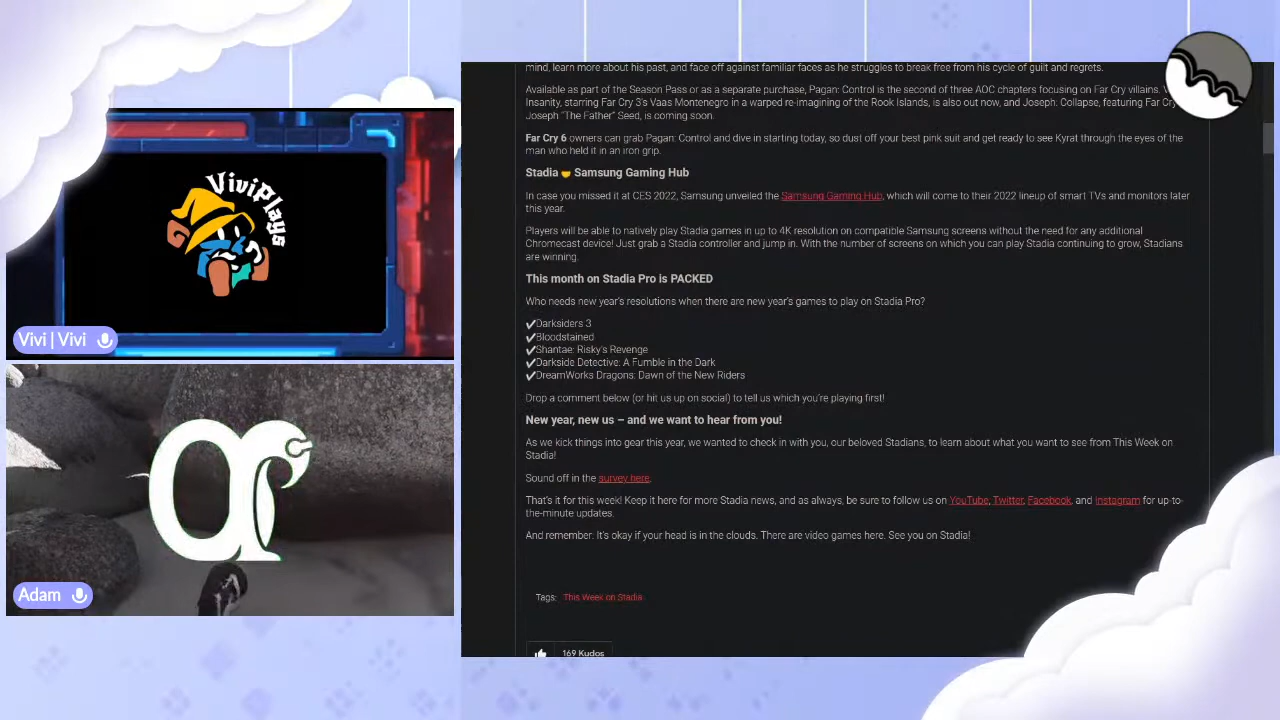 ViviPlays
Vivi | Vivi
Adam
mind, learn more about his past, and face off against familiar faces as he struggles to break free from his cycle of guilt and regrets.
Available as part of the Season Pass or as a separate purchase, Pagan: Control is the second of three AOC chapters focusing on Far Cry villains.
Insanity, starring Far Cry 3's Vaas Montenegro in a warped re-imagining of the Rook Islands, is also out now, and Joseph: Collapse, featuring Far Cry
Joseph "The Father" Seed, is coming soon.
Far Cry 6 owners can grab Pagan: Control and dive in starting today, so dust off your best pink suit and get ready to see Kyrat through the eyes of the
man who held it in an iron grip.
Stadia 🤝 Samsung Gaming Hub
In case you missed it at CES 2022, Samsung unveiled the Samsung Gaming Hub, which will come to their 2022 lineup of smart TVs and monitors later
this year.
Players will be able to natively play Stadia games in up to 4K resolution on compatible Samsung screens without the need for any additional
Chromecast device! Just grab a Stadia controller and jump in. With the number of screens on which you can play Stadia continuing to grow, Stadians
are winning.
This month on Stadia Pro is PACKED
Who needs new year's resolutions when there are new year's games to play on Stadia Pro?
✔Darksiders 3
✔Bloodstained
✔Shantae: Risky's Revenge
✔Darkside Detective: A Fumble in the Dark
✔DreamWorks Dragons: Dawn of the New Riders
Drop a comment below (or hit us up on social) to tell us which you're playing first!
New year, new us – and we want to hear from you!
As we kick things into gear this year, we wanted to check in with you, our beloved Stadians, to learn about what you want to see from This Week on
Stadia!
Sound off in the survey here.
That's it for this week! Keep it here for more Stadia news, and as always, be sure to follow us on YouTube, Twitter, Facebook, and Instagram for up-to-
the-minute updates.
And remember: It's okay if your head is in the clouds. There are video games here. See you on Stadia!
Tags: This Week on Stadia
169 Kudos